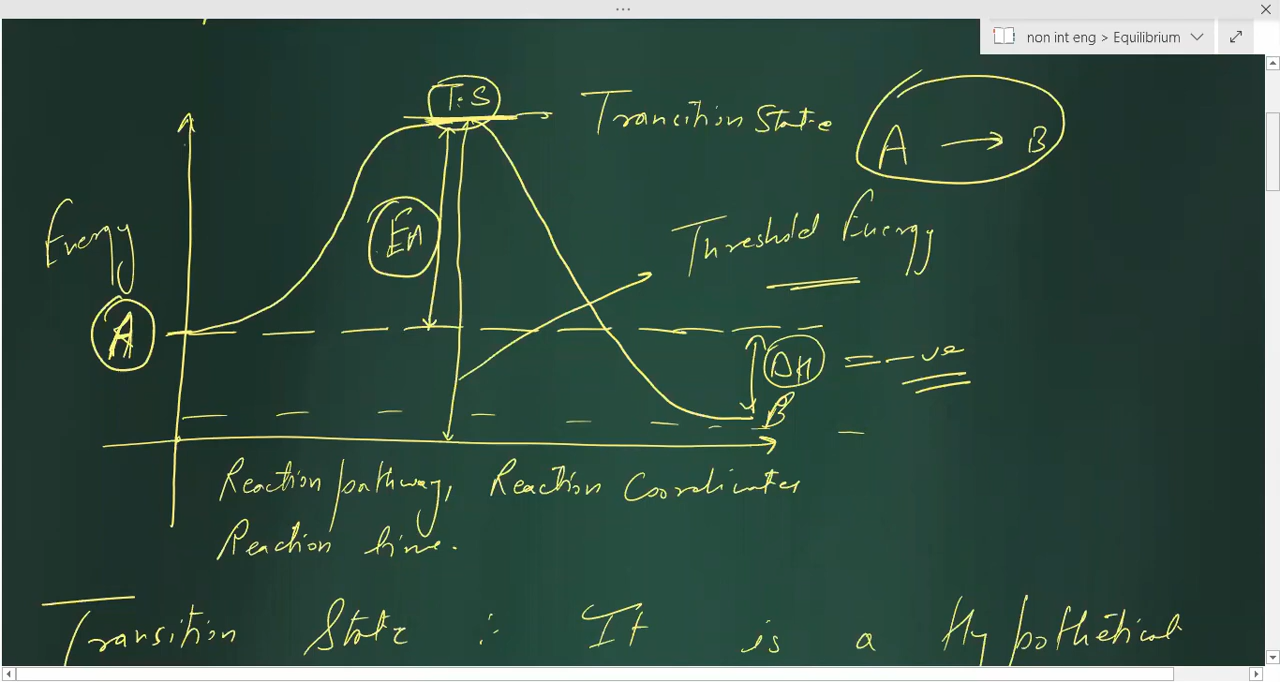 non int eng > Equilibrium
T.S
Trancition State
A → B
Energy
EA
Threshold Energy
A
ΔH = -ve
B
Reaction pathway, Reaction Coordinates
Reaction time.
Transition State : It is a Hypothetical